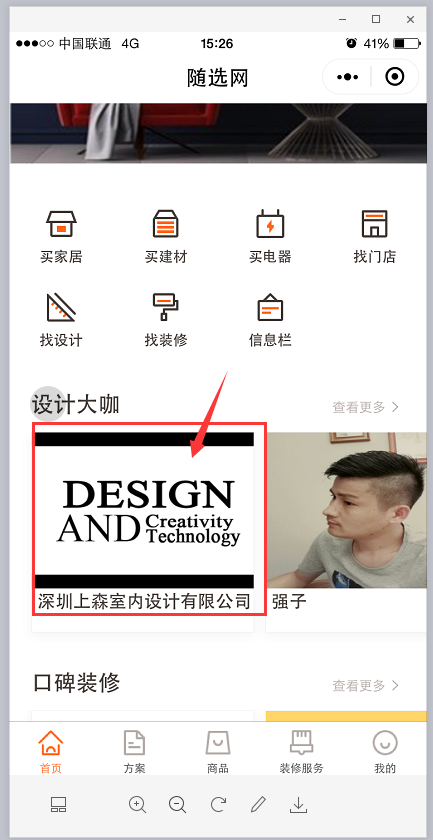 中国联通 4G 15:26 41%
随选网
买家居 买建材 买电器 找门店
找设计 找装修 信息栏
设计大咖 查看更多
DESIGN
AND Creativity
Technology
深圳上森室内设计有限公司 强子
口碑装修 查看更多
首页 方案 商品 装修服务 我的